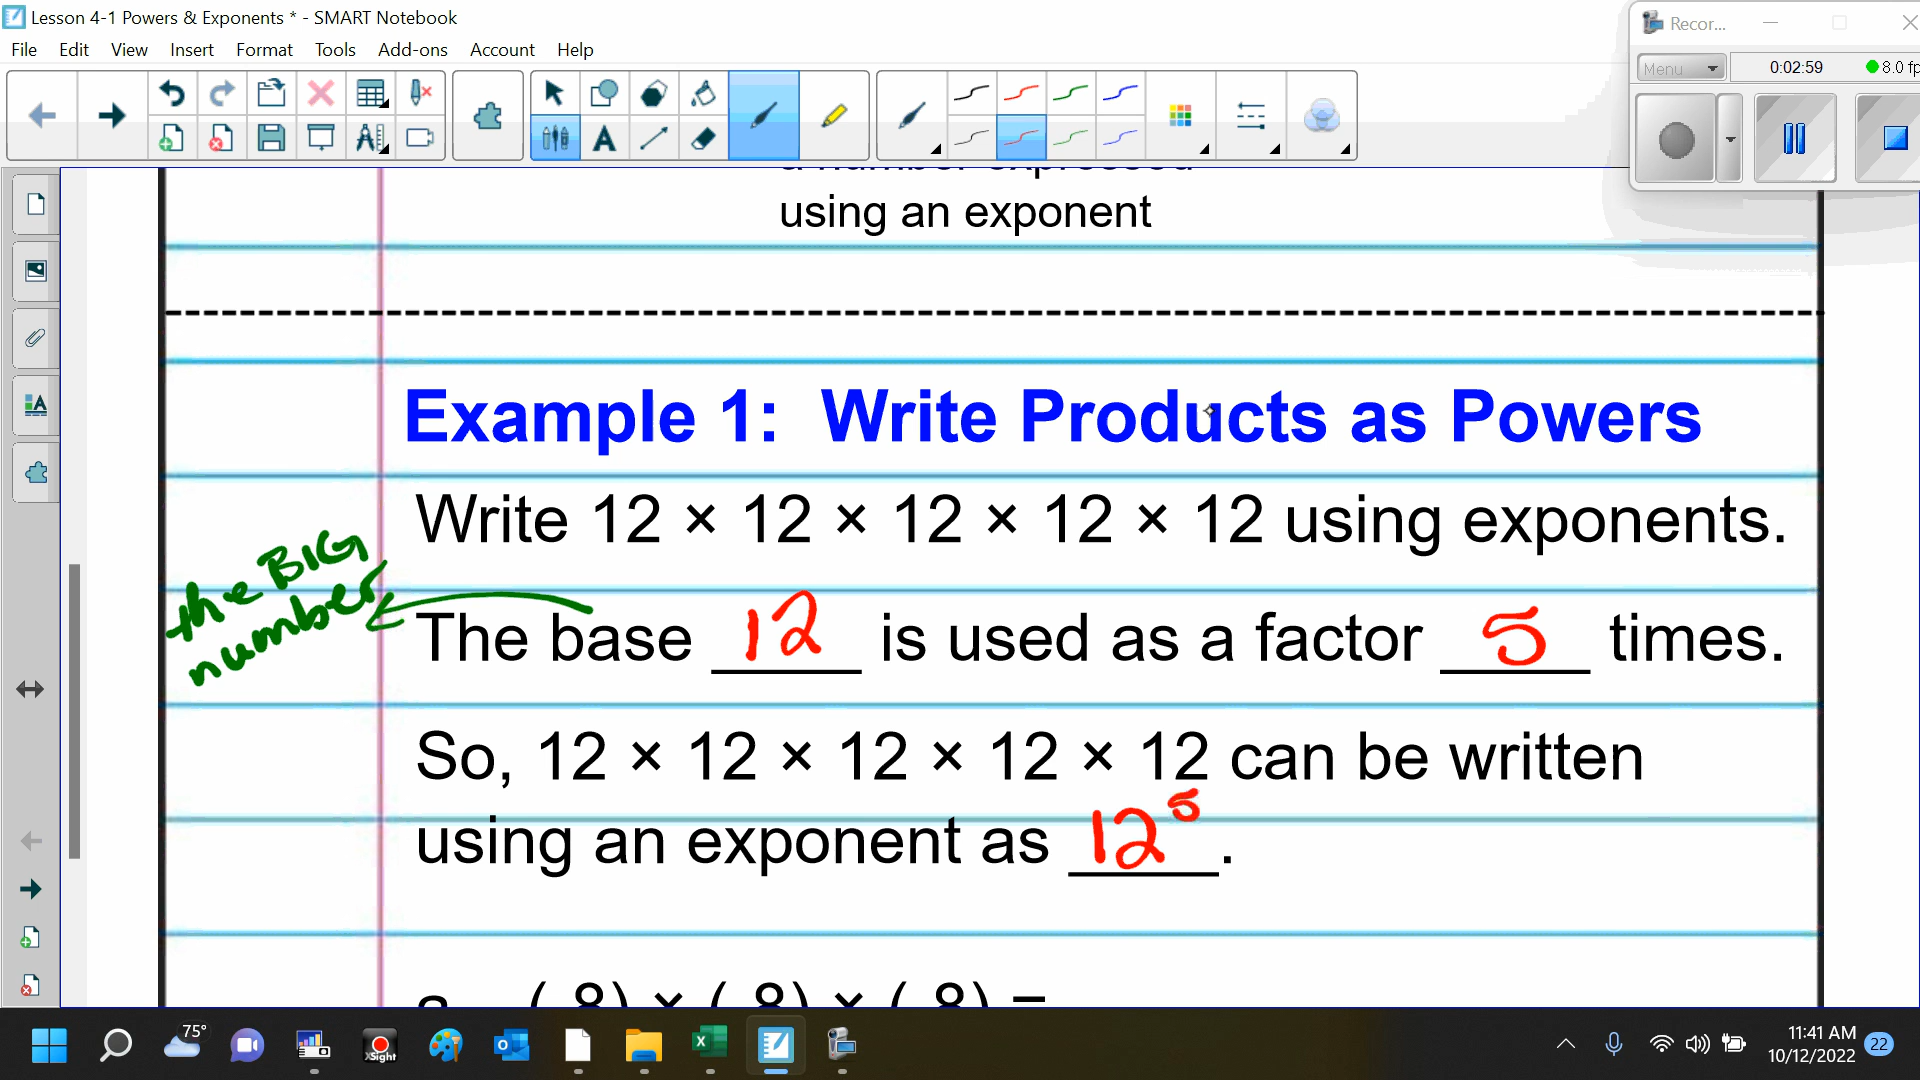 Lesson 4-1 Powers & Exponents * - SMART Notebook
File Edit View Insert Format Tools Add-ons Account Help
Recor...
Menu 0:02:59 8.0 fp
a number expressed
using an exponent
Example 1: Write Products as Powers
Write 12 × 12 × 12 × 12 × 12 using exponents.
the BIG
number
The base 12 is used as a factor 5 times.
So, 12 × 12 × 12 × 12 × 12 can be written
using an exponent as 12⁵.
75°
XSight
11:41 AM
10/12/2022
22